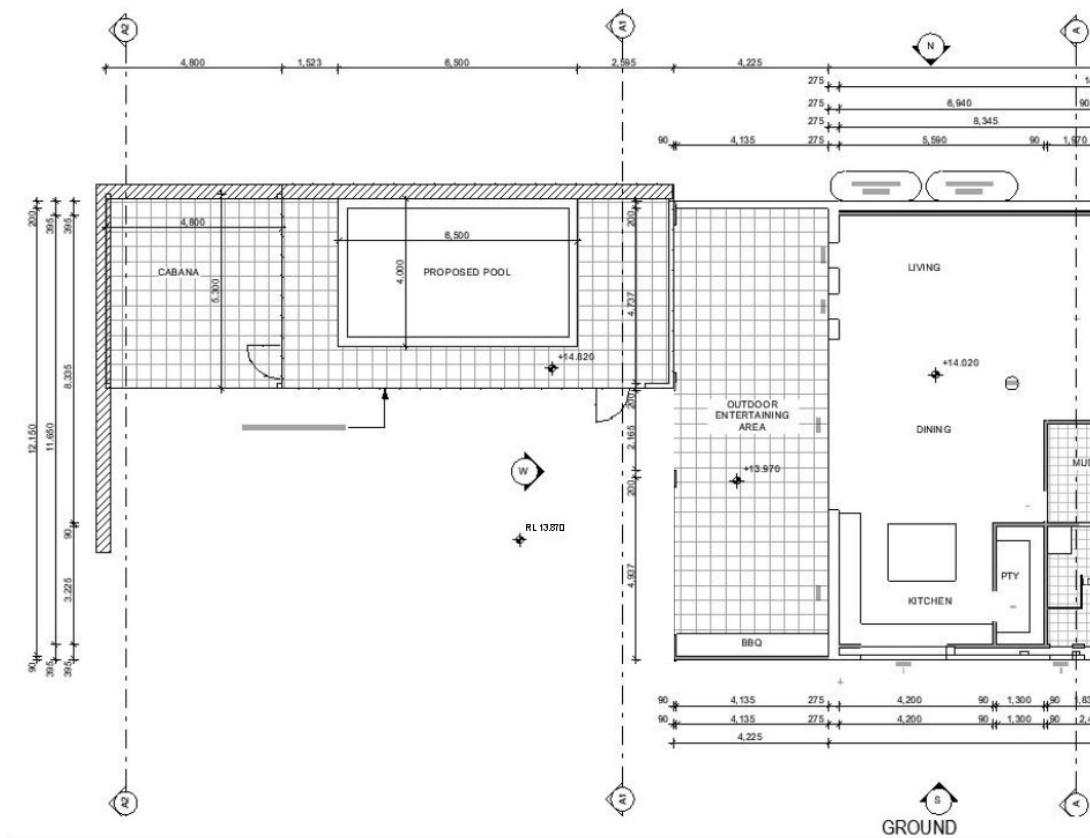 A2
A1
A
N
4,800
1,523
6,500
2,595
4,225
275
275
6,940
90
275
8,345
90
4,135
275
5,590
90
1,970
200
395
395
4,800
6,500
200
CABANA
5,300
4,000
PROPOSED POOL
4,737
LIVING
+14.820
+14.020
8,335
12,150
11,650
200
OUTDOOR
ENTERTAINING
AREA
DINING
2,165
W
+13.970
200
RL 13.870
90
3,225
4,937
PTY
KITCHEN
BBQ
90
395
395
90
4,135
275
4,200
90
1,300
90
90
4,135
275
4,200
90
1,300
90
4,225
A2
A1
S
A
GROUND